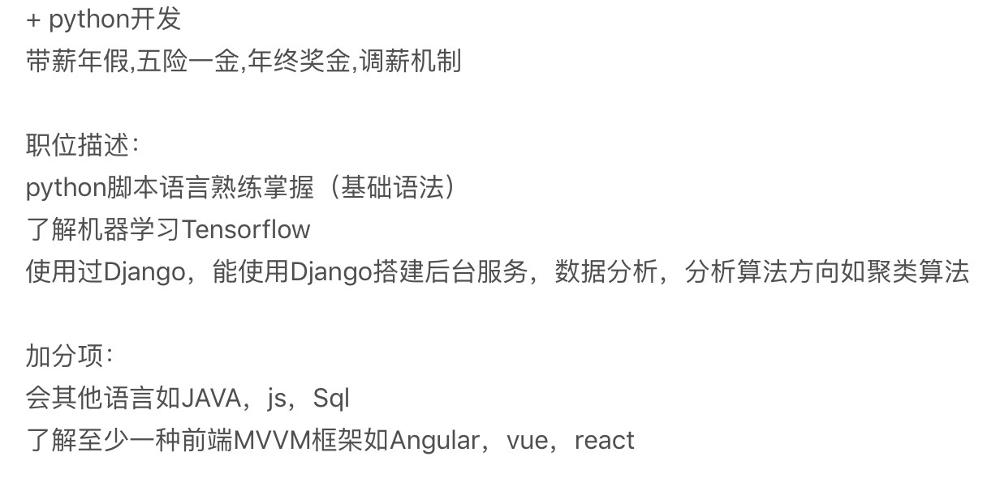 + python开发
带薪年假,五险一金,年终奖金,调薪机制
职位描述：
python脚本语言熟练掌握（基础语法）
了解机器学习Tensorflow
使用过Django，能使用Django搭建后台服务，数据分析，分析算法方向如聚类算法
加分项：
会其他语言如JAVA，js，Sql
了解至少一种前端MVVM框架如Angular，vue，react